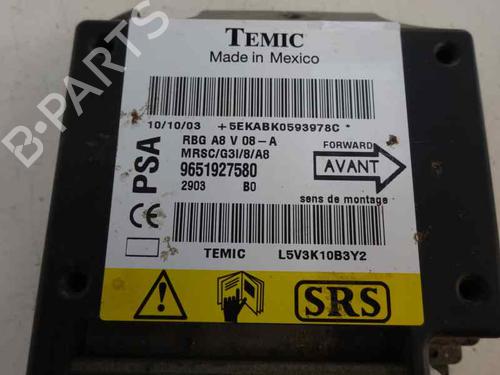 TEMIC
Made in Mexico
10/10/03 +5EKABK0593978C *
PSA
RBG A8 V 08-A
MRSC/G3I/8/A8
9651927580
2903 B0
FORWARD
AVANT
sens de montage
CE
TEMIC L5V3K10B3Y2
SRS
B-PARTS